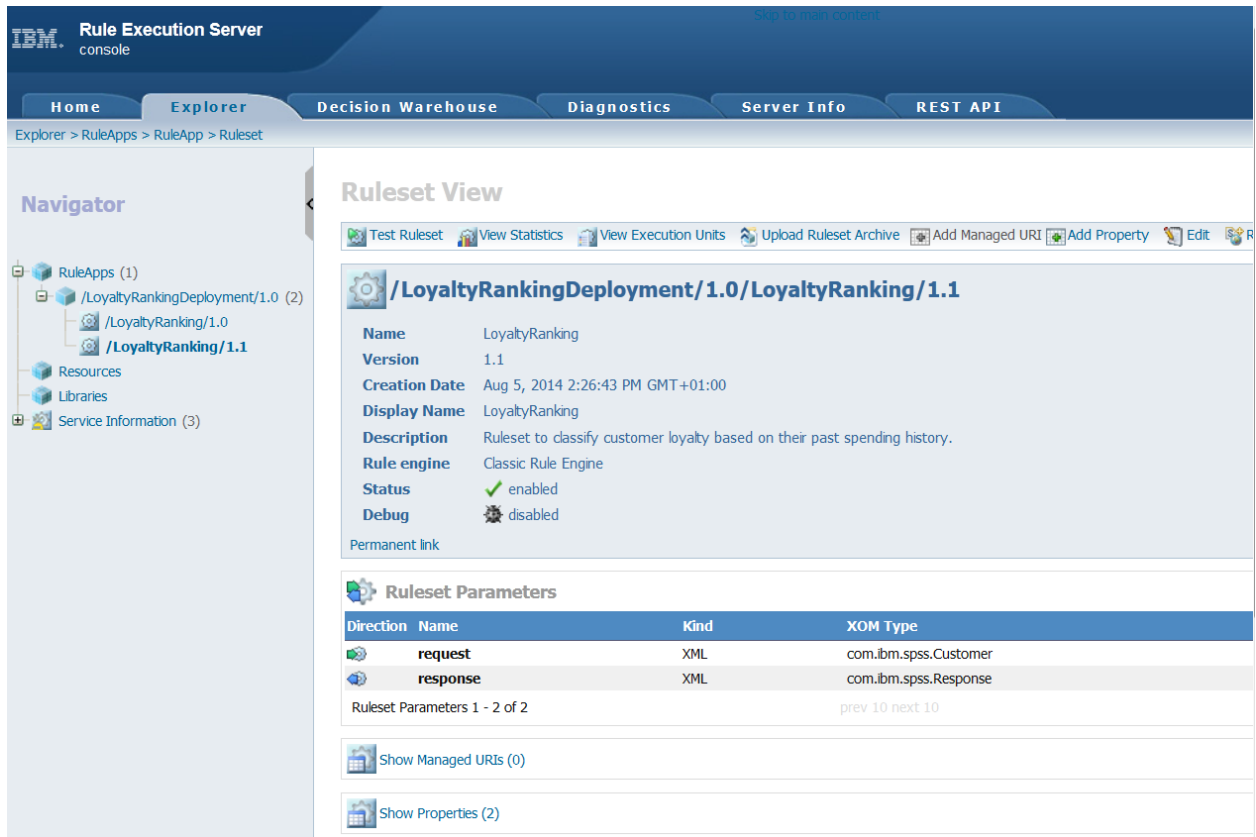 Skip to main content
IBM.
Rule Execution Server
console
Home Explorer Decision Warehouse Diagnostics Server Info REST API
Explorer > RuleApps > RuleApp > Ruleset
Navigator
RuleApps (1)
/LoyaltyRankingDeployment/1.0 (2)
/LoyaltyRanking/1.0
/LoyaltyRanking/1.1
Resources
Libraries
Service Information (3)
Ruleset View
Test Ruleset View Statistics View Execution Units Upload Ruleset Archive Add Managed URI Add Property Edit R
/LoyaltyRankingDeployment/1.0/LoyaltyRanking/1.1
Name LoyaltyRanking
Version 1.1
Creation Date Aug 5, 2014 2:26:43 PM GMT+01:00
Display Name LoyaltyRanking
Description Ruleset to classify customer loyalty based on their past spending history.
Rule engine Classic Rule Engine
Status enabled
Debug disabled
Permanent link
Ruleset Parameters
Direction Name Kind XOM Type
request XML com.ibm.spss.Customer
response XML com.ibm.spss.Response
Ruleset Parameters 1 - 2 of 2 prev 10 next 10
Show Managed URIs (0)
Show Properties (2)